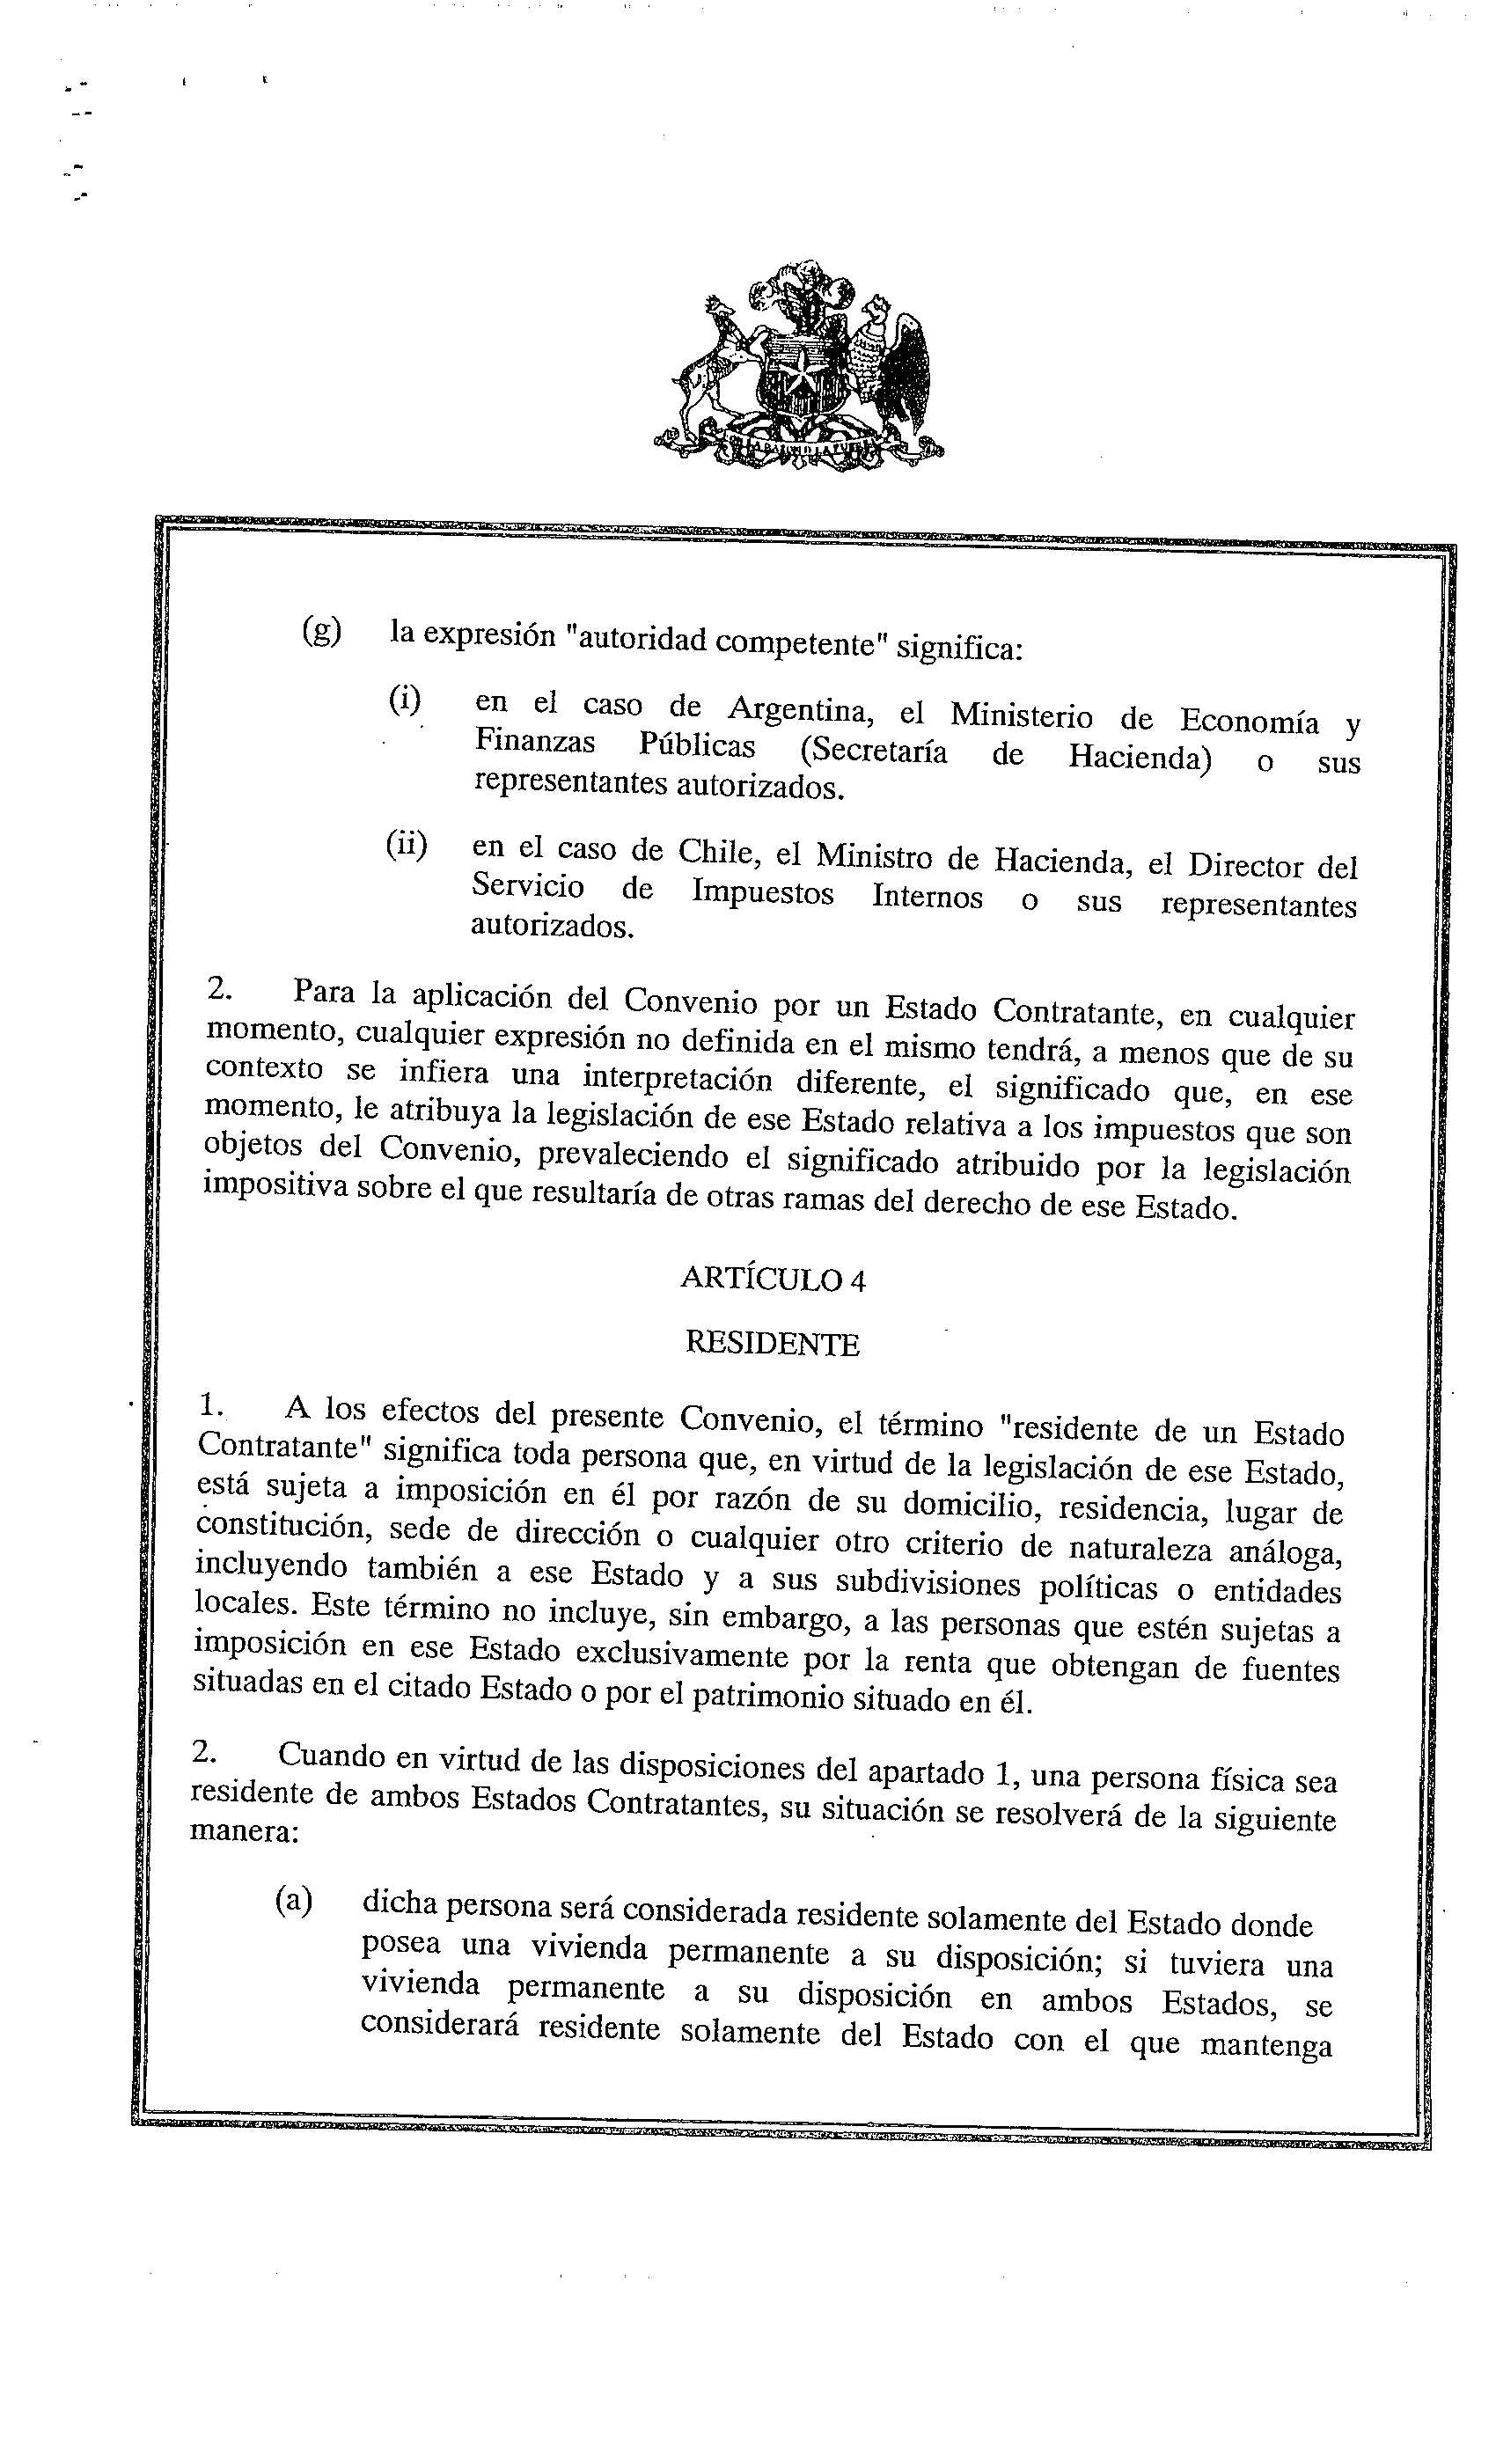 (g) la expresión "autoridad competente" significa:
(i) en el caso de Argentina, el Ministerio de Economía y
Finanzas Públicas (Secretaría de Hacienda) o sus
representantes autorizados.
(ii) en el caso de Chile, el Ministro de Hacienda, el Director del
Servicio de Impuestos Internos o sus representantes
autorizados.
2. Para la aplicación del Convenio por un Estado Contratante, en cualquier
momento, cualquier expresión no definida en el mismo tendrá, a menos que de su
contexto se infiera una interpretación diferente, el significado que, en ese
momento, le atribuya la legislación de ese Estado relativa a los impuestos que son
objetos del Convenio, prevaleciendo el significado atribuido por la legislación
impositiva sobre el que resultaría de otras ramas del derecho de ese Estado.
ARTÍCULO 4
RESIDENTE
1. A los efectos del presente Convenio, el término "residente de un Estado
Contratante" significa toda persona que, en virtud de la legislación de ese Estado,
está sujeta a imposición en él por razón de su domicilio, residencia, lugar de
constitución, sede de dirección o cualquier otro criterio de naturaleza análoga,
incluyendo también a ese Estado y a sus subdivisiones políticas o entidades
locales. Este término no incluye, sin embargo, a las personas que estén sujetas a
imposición en ese Estado exclusivamente por la renta que obtengan de fuentes
situadas en el citado Estado o por el patrimonio situado en él.
2. Cuando en virtud de las disposiciones del apartado 1, una persona física sea
residente de ambos Estados Contratantes, su situación se resolverá de la siguiente
manera:
(a) dicha persona será considerada residente solamente del Estado donde
posea una vivienda permanente a su disposición; si tuviera una
vivienda permanente a su disposición en ambos Estados, se
considerará residente solamente del Estado con el que mantenga